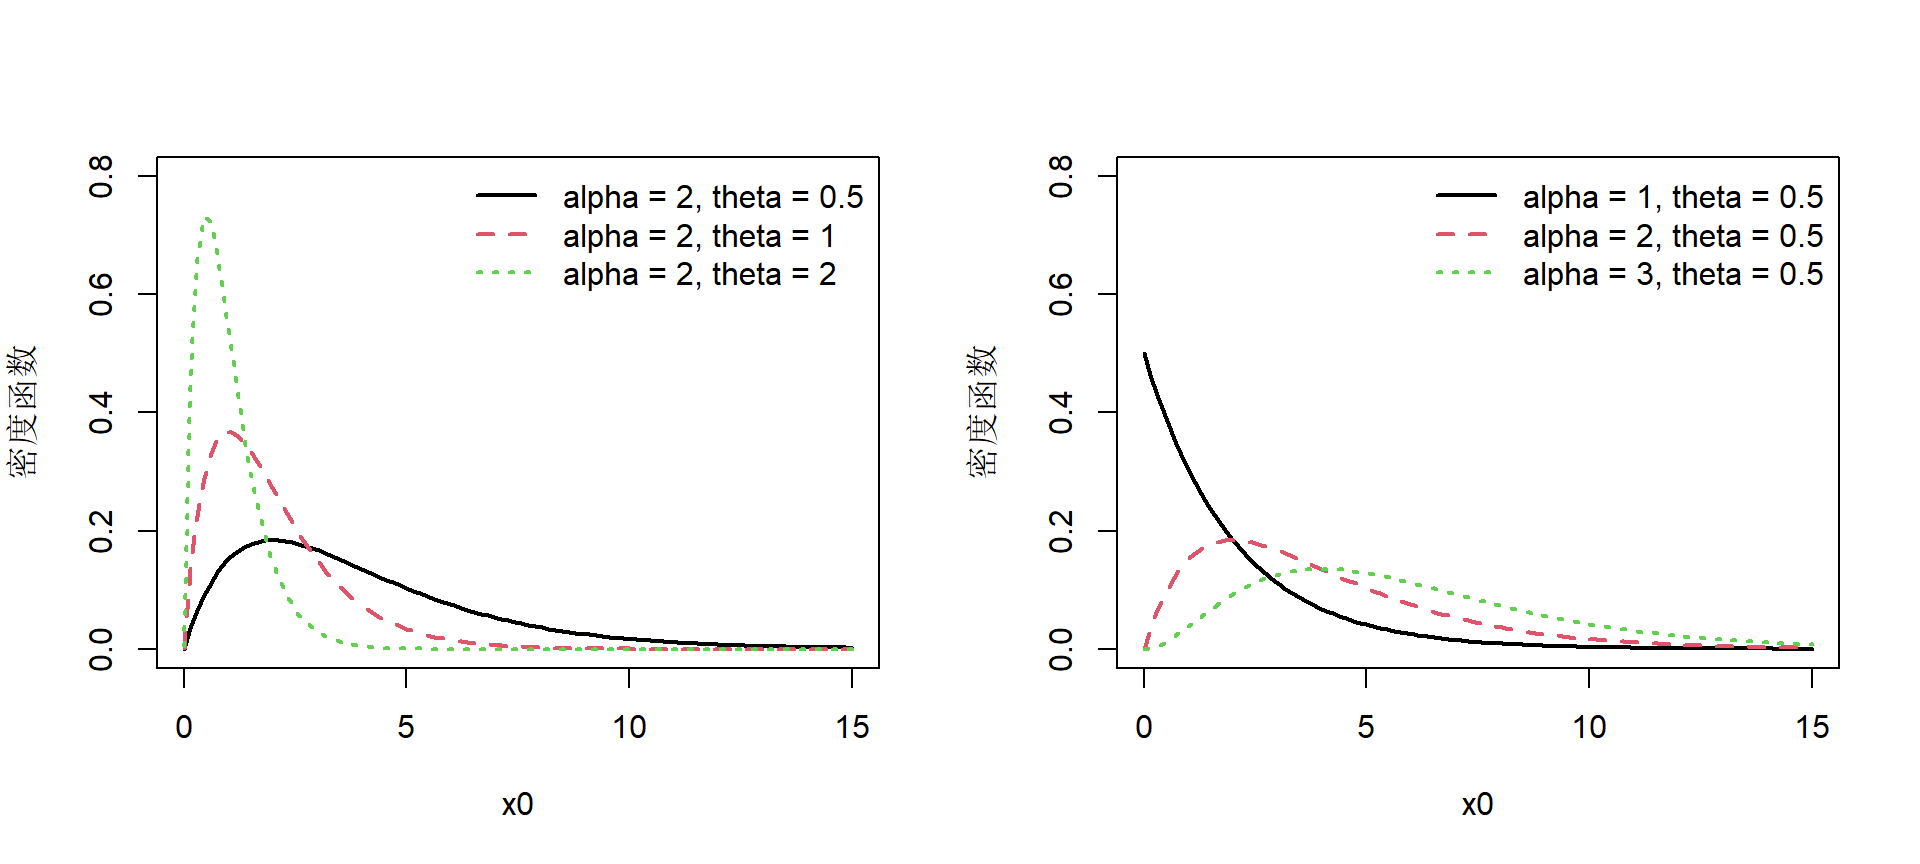 密度函数
0.8
0.6
0.4
0.2
0.0
alpha = 2, theta = 0.5
alpha = 2, theta = 1
alpha = 2, theta = 2
0 5 10 15
x0
密度函数
0.8
0.6
0.4
0.2
0.0
alpha = 1, theta = 0.5
alpha = 2, theta = 0.5
alpha = 3, theta = 0.5
0 5 10 15
x0